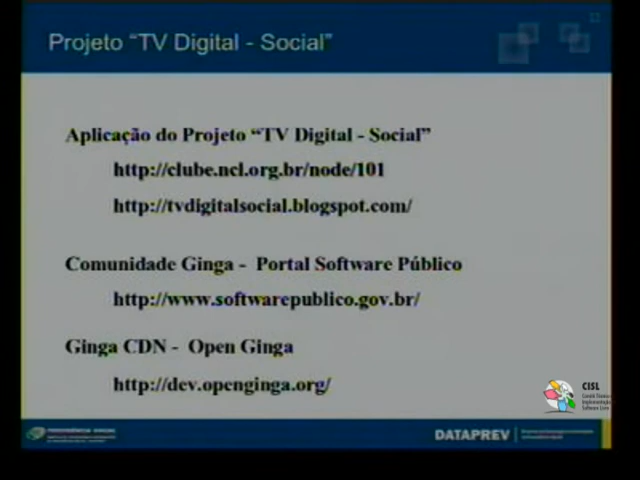 Projeto “TV Digital - Social”
Aplicação do Projeto “TV Digital - Social”
http://clube.ncl.org.br/node/101
http://tvdigitalsocial.blogspot.com/
Comunidade Ginga - Portal Software Público
http://www.softwarepublico.gov.br/
Ginga CDN - Open Ginga
http://dev.openginga.org/
CISL
DATAPREV